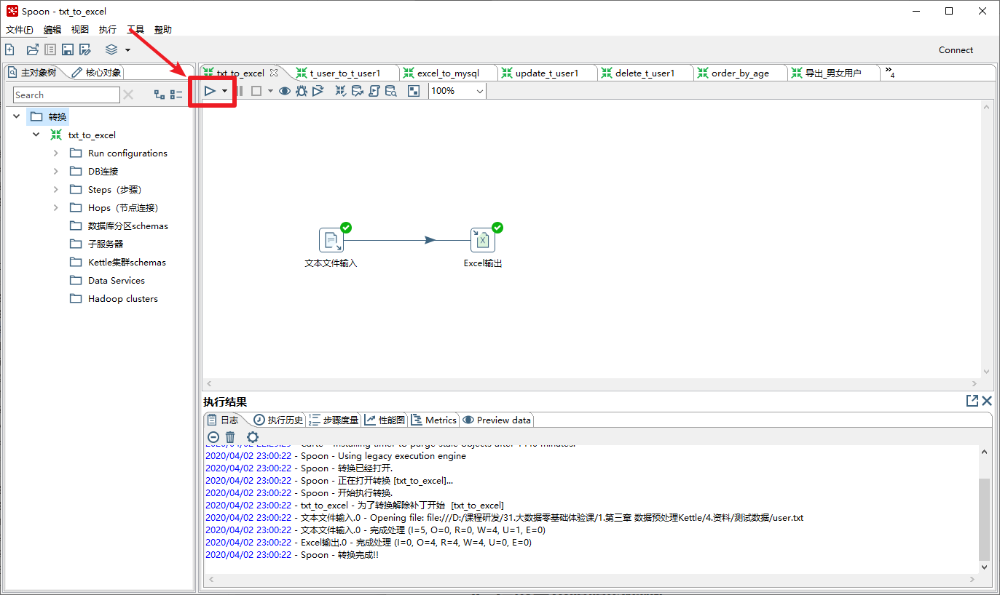 Spoon - txt_to_excel
文件(F) 编辑 视图 执行 工具 帮助
Connect
主对象树 核心对象
txt_to_excel t_user_to_t_user1 excel_to_mysql update_t_user1 delete_t_user1 order_by_age 导出_男女用户 »4
Search
100%
转换
txt_to_excel
Run configurations
DB连接
Steps（步骤）
Hops（节点连接）
数据库分区schemas
子服务器
Kettle集群schemas
Data Services
Hadoop clusters
文本文件输入 Excel输出
执行结果
日志 执行历史 步骤度量 性能图 Metrics Preview data
2020/04/02 23:00:22 - Spoon - Using legacy execution engine
2020/04/02 23:00:22 - Spoon - 转换已经打开.
2020/04/02 23:00:22 - Spoon - 正在打开转换 [txt_to_excel]...
2020/04/02 23:00:22 - Spoon - 开始执行转换.
2020/04/02 23:00:22 - txt_to_excel - 为了转换解除补丁开始  [txt_to_excel]
2020/04/02 23:00:22 - 文本文件输入.0 - Opening file: file:///D:/课程研发/31.大数据零基础体验课/1.第三章 数据预处理Kettle/4.资料/测试数据/user.txt
2020/04/02 23:00:22 - 文本文件输入.0 - 完成处理 (I=5, O=0, R=0, W=4, U=1, E=0)
2020/04/02 23:00:22 - Excel输出.0 - 完成处理 (I=0, O=4, R=4, W=4, U=0, E=0)
2020/04/02 23:00:22 - Spoon - 转换完成!!